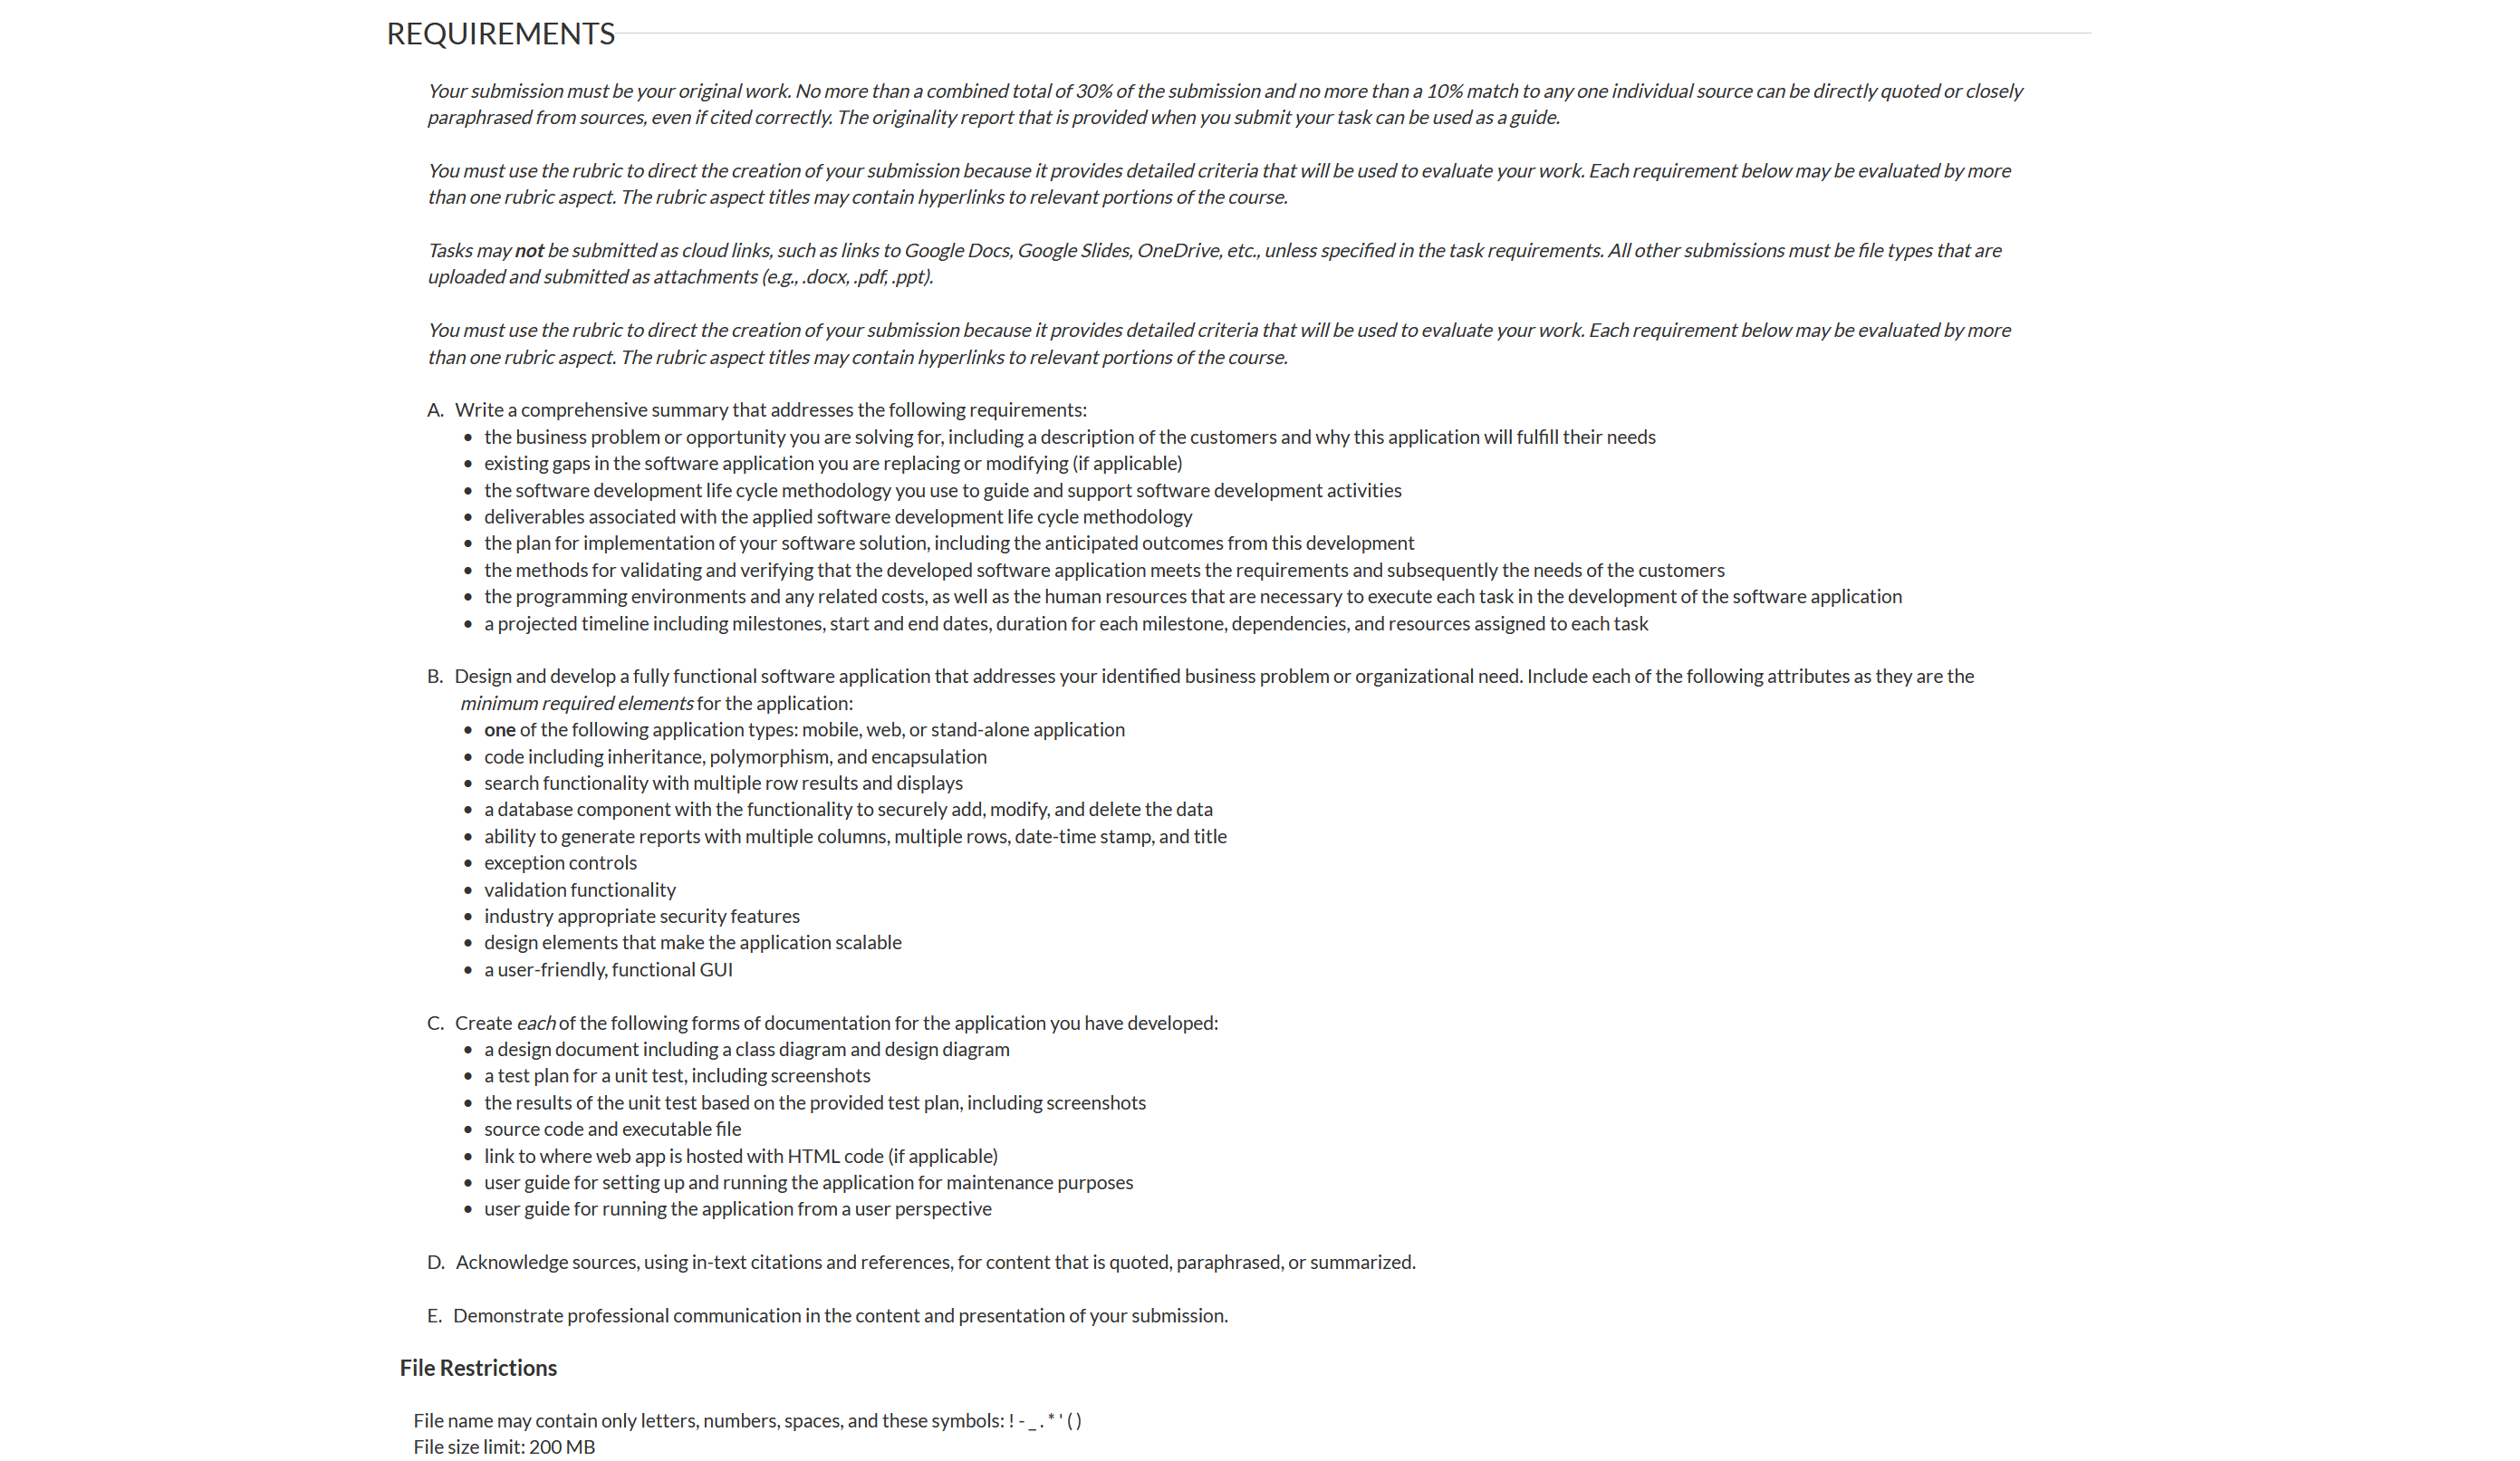 REQUIREMENTS
Your submission must be your original work. No more than a combined total of 30% of the submission and no more than a 10% match to any one individual source can be directly quoted or closely
paraphrased from sources, even if cited correctly. The originality report that is provided when you submit your task can be used as a guide.
You must use the rubric to direct the creation of your submission because it provides detailed criteria that will be used to evaluate your work. Each requirement below may be evaluated by more
than one rubric aspect. The rubric aspect titles may contain hyperlinks to relevant portions of the course.
Tasks may not be submitted as cloud links, such as links to Google Docs, Google Slides, OneDrive, etc., unless specified in the task requirements. All other submissions must be file types that are
uploaded and submitted as attachments (e.g., .docx, .pdf, .ppt).
You must use the rubric to direct the creation of your submission because it provides detailed criteria that will be used to evaluate your work. Each requirement below may be evaluated by more
than one rubric aspect. The rubric aspect titles may contain hyperlinks to relevant portions of the course.
A. Write a comprehensive summary that addresses the following requirements:
• the business problem or opportunity you are solving for, including a description of the customers and why this application will fulfill their needs
• existing gaps in the software application you are replacing or modifying (if applicable)
• the software development life cycle methodology you use to guide and support software development activities
• deliverables associated with the applied software development life cycle methodology
• the plan for implementation of your software solution, including the anticipated outcomes from this development
• the methods for validating and verifying that the developed software application meets the requirements and subsequently the needs of the customers
• the programming environments and any related costs, as well as the human resources that are necessary to execute each task in the development of the software application
• a projected timeline including milestones, start and end dates, duration for each milestone, dependencies, and resources assigned to each task
B. Design and develop a fully functional software application that addresses your identified business problem or organizational need. Include each of the following attributes as they are the
minimum required elements for the application:
• one of the following application types: mobile, web, or stand-alone application
• code including inheritance, polymorphism, and encapsulation
• search functionality with multiple row results and displays
• a database component with the functionality to securely add, modify, and delete the data
• ability to generate reports with multiple columns, multiple rows, date-time stamp, and title
• exception controls
• validation functionality
• industry appropriate security features
• design elements that make the application scalable
• a user-friendly, functional GUI
C. Create each of the following forms of documentation for the application you have developed:
• a design document including a class diagram and design diagram
• a test plan for a unit test, including screenshots
• the results of the unit test based on the provided test plan, including screenshots
• source code and executable file
• link to where web app is hosted with HTML code (if applicable)
• user guide for setting up and running the application for maintenance purposes
• user guide for running the application from a user perspective
D. Acknowledge sources, using in-text citations and references, for content that is quoted, paraphrased, or summarized.
E. Demonstrate professional communication in the content and presentation of your submission.
File Restrictions
File name may contain only letters, numbers, spaces, and these symbols: ! - _ . * ' ( )
File size limit: 200 MB